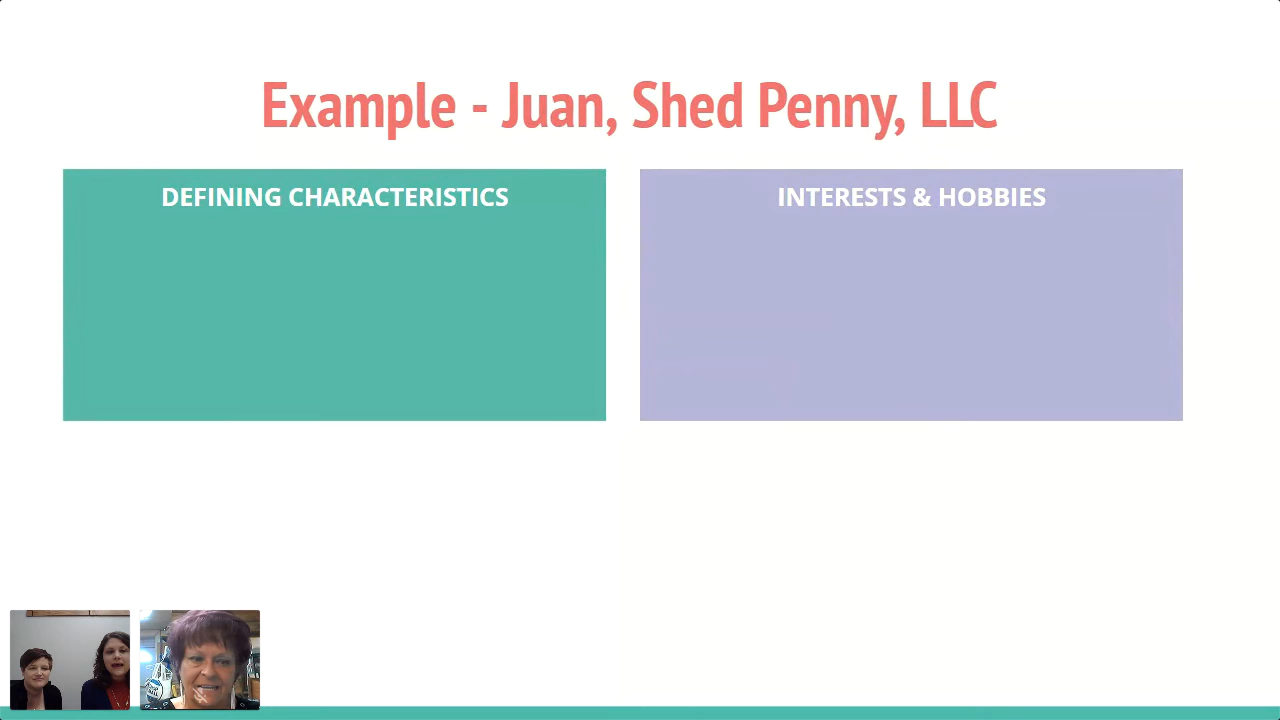 Example - Juan, Shed Penny, LLC
DEFINING CHARACTERISTICS
INTERESTS & HOBBIES